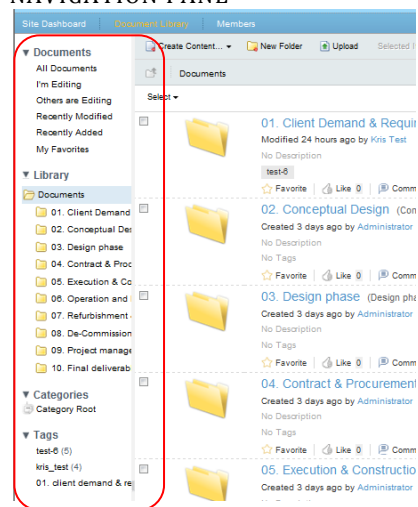 NAVIGATION PANE
Site Dashboard Document Library Members
Documents
All Documents
I'm Editing
Others are Editing
Recently Modified
Recently Added
My Favorites
Library
Documents
01. Client Demand
02. Conceptual Des
03. Design phase
04. Contract & Proc
05. Execution & Co
06. Operation and
07. Refurbishment
08. De-Commission
09. Project manage
10. Final deliverab
Categories
Category Root
Tags
test-6 (5)
kris_test (4)
01. client demand & re
Create Content... New Folder Upload Selected I
Documents
Select
01. Client Demand & Requir
Modified 24 hours ago by Kris Test
No Description
test-6
Favorite Like 0 Comm
02. Conceptual Design (Con
Created 3 days ago by Administrator
No Description
No Tags
Favorite Like 0 Comm
03. Design phase (Design pha
Created 3 days ago by Administrator
No Description
No Tags
Favorite Like 0 Comm
04. Contract & Procurement
Created 3 days ago by Administrator
No Description
No Tags
Favorite Like 0 Comm
05. Execution & Constructio
Created 3 days ago by Administrator